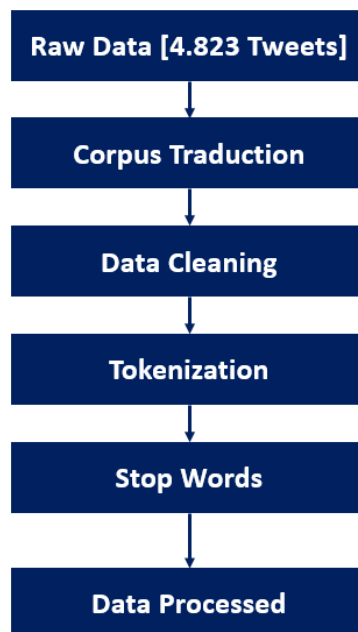 Raw Data [4.823 Tweets]
Corpus Traduction
Data Cleaning
Tokenization
Stop Words
Data Processed